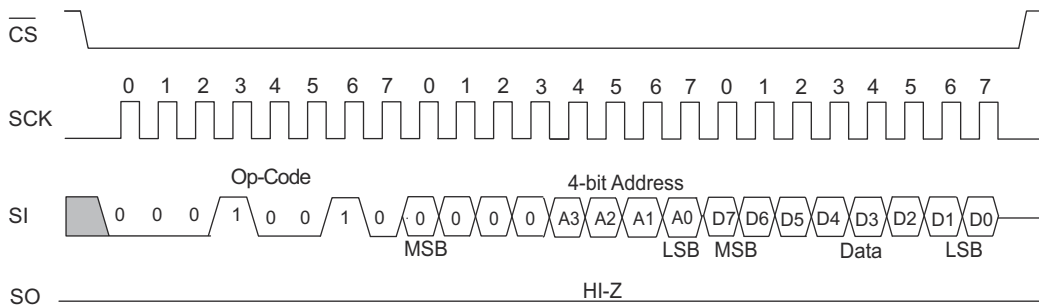 CS
0 1 2 3 4 5 6 7 0 1 2 3 4 5 6 7 0 1 2 3 4 5 6 7
SCK
Op-Code 4-bit Address
SI 0 0 0 1 0 0 1 0 0 0 0 0 A3 A2 A1 A0 D7 D6 D5 D4 D3 D2 D1 D0
MSB LSB MSB Data LSB
HI-Z
SO